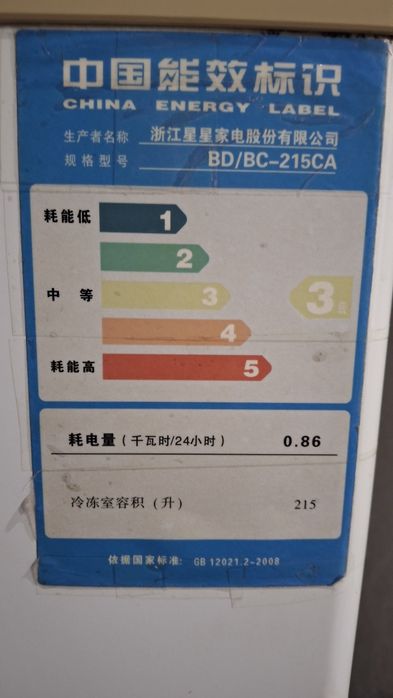 中国能效标识
CHINA ENERGY LABEL
生产者名称 浙江星星家电股份有限公司
规格型号 BD/BC-215CA
耗能低 1
2
中等 3 3级
4
耗能高 5
耗电量（千瓦时/24小时） 0.86
冷冻室容积（升） 215
依据国家标准: GB 12021.2-2008